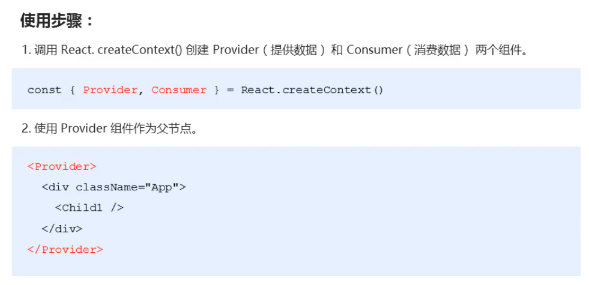 使用步骤：
1. 调用 React. createContext() 创建 Provider（提供数据）和 Consumer（消费数据）两个组件。
const { Provider, Consumer } = React.createContext()
2. 使用 Provider 组件作为父节点。
<Provider>
  <div className="App">
    <Child1 />
  </div>
</Provider>